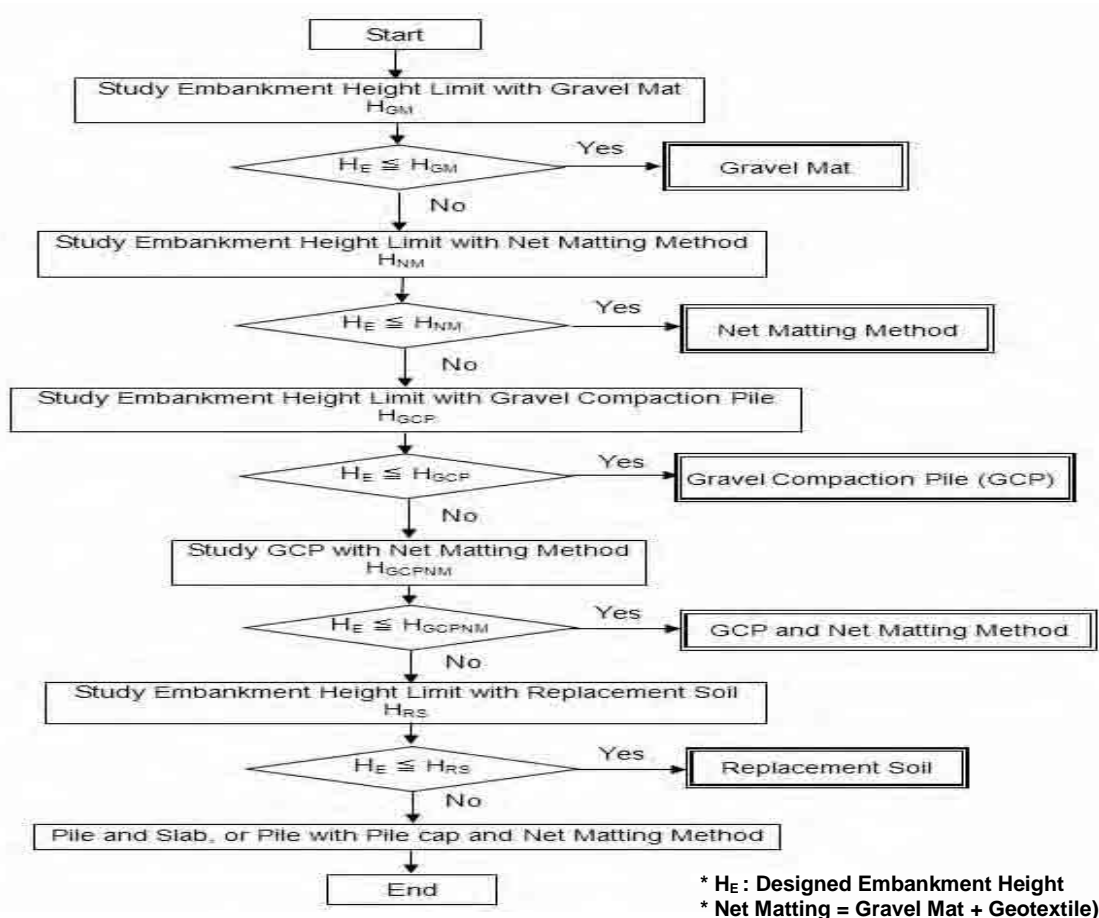 Start
Study Embankment Height Limit with Gravel Mat
HGM
HE ≦ HGM
Yes
Gravel Mat
No
Study Embankment Height Limit with Net Matting Method
HNM
HE ≦ HNM
Yes
Net Matting Method
No
Study Embankment Height Limit with Gravel Compaction Pile
HGCP
HE ≦ HGCP
Yes
Gravel Compaction Pile (GCP)
No
Study GCP with Net Matting Method
HGCPNM
HE ≦ HGCPNM
Yes
GCP and Net Matting Method
No
Study Embankment Height Limit with Replacement Soil
HRS
HE ≦ HRS
Yes
Replacement Soil
No
Pile and Slab, or Pile with Pile cap and Net Matting Method
End
* HE : Designed Embankment Height
* Net Matting = Gravel Mat + Geotextile)